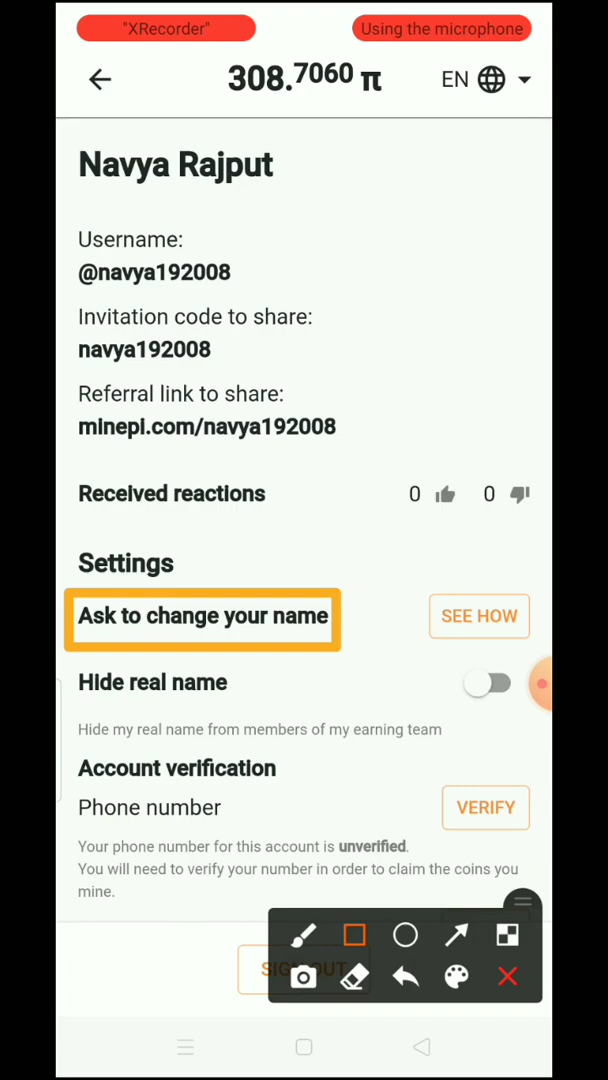 "XRecorder" Using the microphone
308.7060 π EN
Navya Rajput
Username:
@navya192008
Invitation code to share:
navya192008
Referral link to share:
minepi.com/navya192008
Received reactions 0 0
Settings
Ask to change your name SEE HOW
Hide real name
Hide my real name from members of my earning team
Account verification
Phone number VERIFY
Your phone number for this account is unverified.
You will need to verify your number in order to claim the coins you
mine.
SIGN OUT